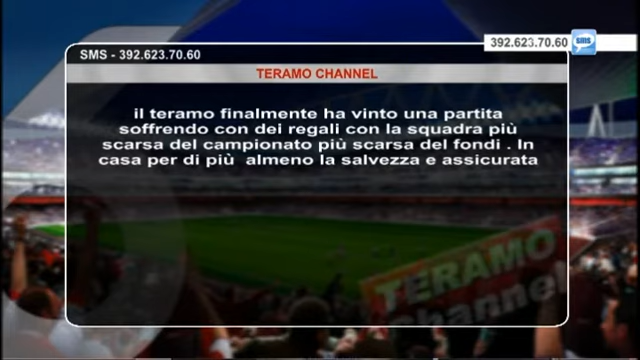 392.623.70.60 SMS
SMS - 392.623.70.60
TERAMO CHANNEL
il teramo finalmente ha vinto una partita
soffrendo con dei regali con la squadra più
scarsa del campionato più scarsa del fondi . In
casa per di più almeno la salvezza e assicurata
TERAMO
Channel